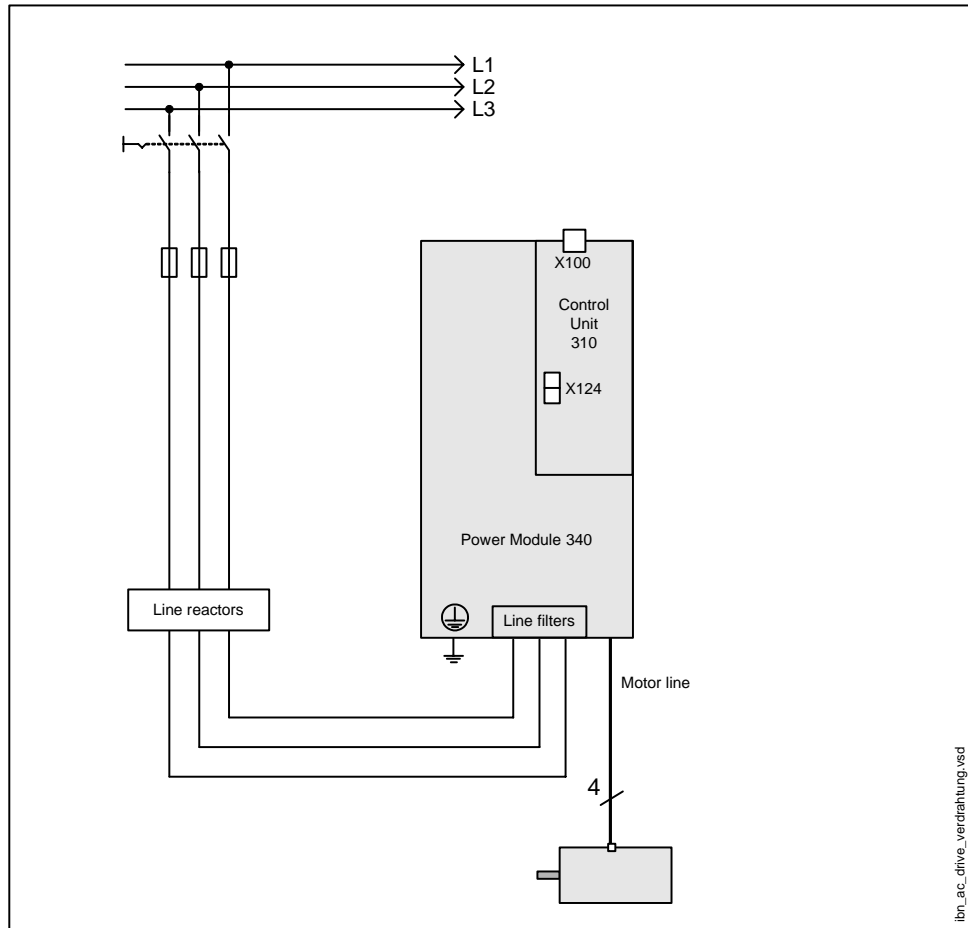 L1
L2
L3
X100
Control
Unit
310
X124
Power Module 340
Line reactors
Line filters
Motor line
4
ibn_ac_drive_verdrahtung.vsd